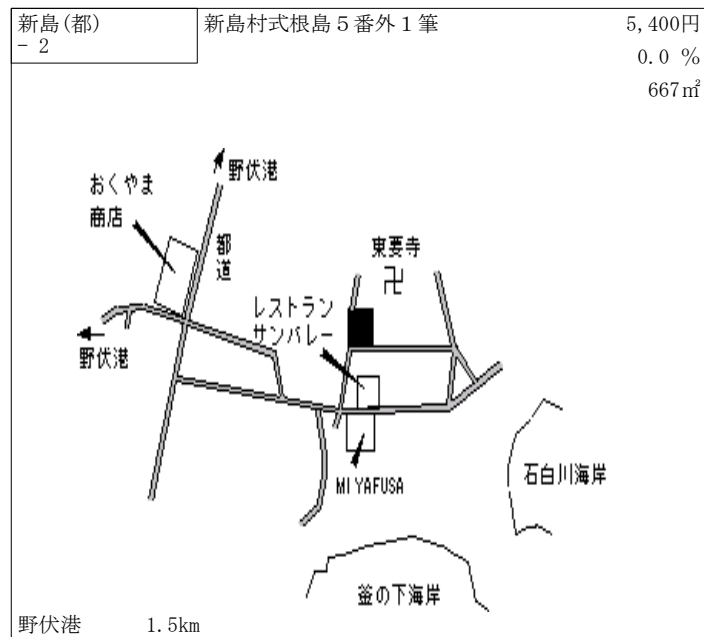 新島(都)
- 2
新島村式根島５番外１筆
5,400円
0.0 %
667㎡
野伏港
おくやま
商店
都道
東要寺
卍
レストラン
サンバレー
野伏港
MIYAFUSA
石白川海岸
釜の下海岸
野伏港 1.5km